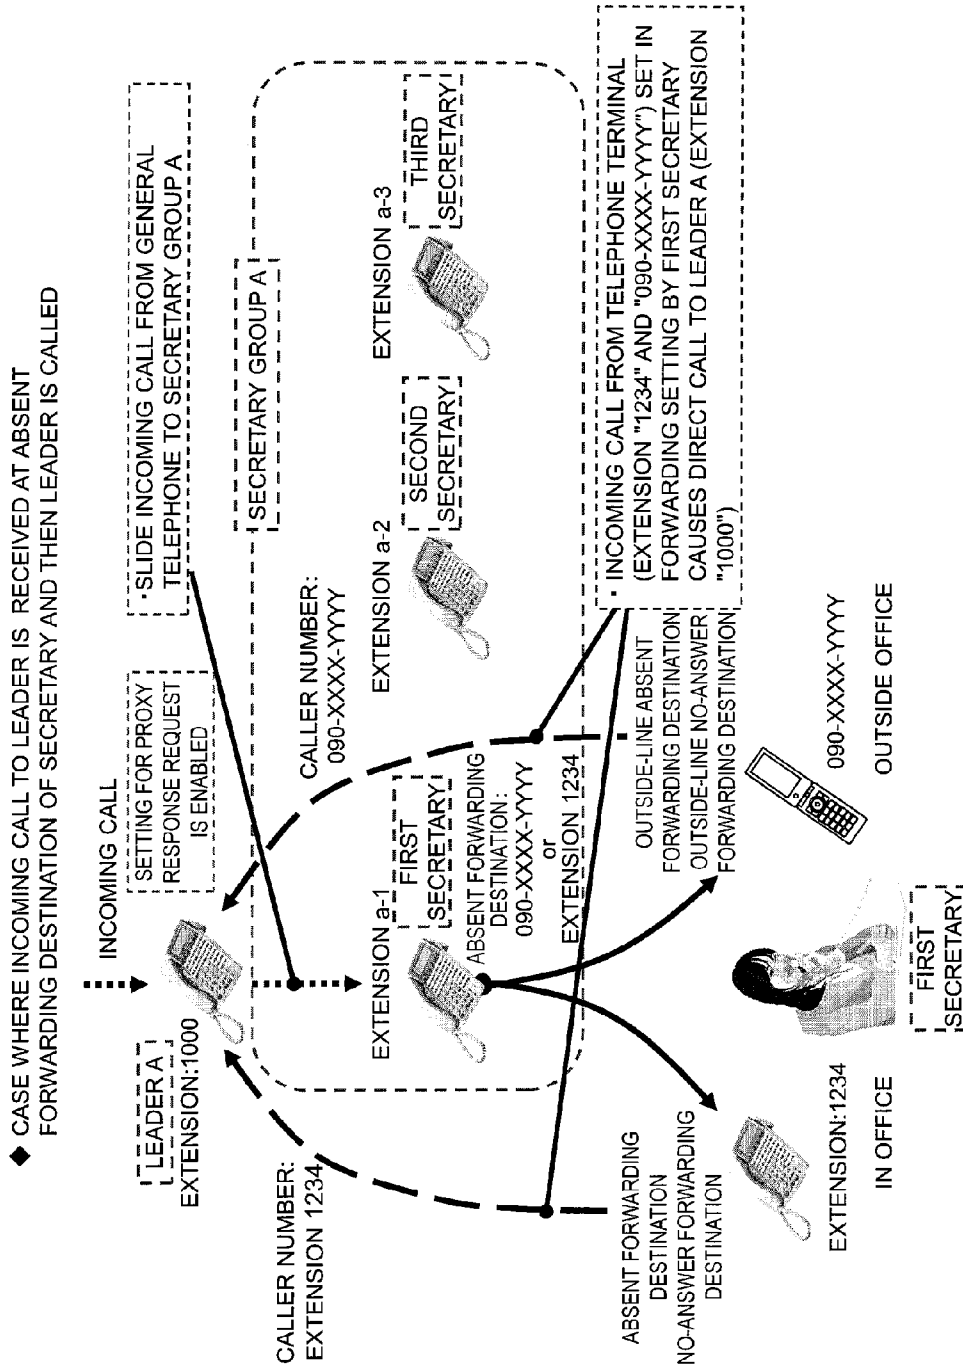 ◆ CASE WHERE INCOMING CALL TO LEADER IS RECEIVED AT ABSENT
FORWARDING DESTINATION OF SECRETARY AND THEN LEADER IS CALLED
INCOMING CALL
LEADER A
EXTENSION:1000
SETTING FOR PROXY
RESPONSE REQUEST
IS ENABLED
・SLIDE INCOMING CALL FROM GENERAL
TELEPHONE TO SECRETARY GROUP A
SECRETARY GROUP A
CALLER NUMBER:
EXTENSION 1234
CALLER NUMBER:
090-XXXX-YYYY
EXTENSION a-1
FIRST
SECRETARY
EXTENSION a-2
SECOND
SECRETARY
EXTENSION a-3
THIRD
SECRETARY
ABSENT FORWARDING
DESTINATION:
090-XXXX-YYYY
or
EXTENSION 1234
・INCOMING CALL FROM TELEPHONE TERMINAL
(EXTENSION "1234" AND "090-XXXX-YYYY") SET IN
FORWARDING SETTING BY FIRST SECRETARY
CAUSES DIRECT CALL TO LEADER A (EXTENSION
"1000")
ABSENT FORWARDING
DESTINATION
NO-ANSWER FORWARDING
DESTINATION
OUTSIDE-LINE ABSENT
FORWARDING DESTINATION
OUTSIDE-LINE NO-ANSWER
FORWARDING DESTINATION
EXTENSION:1234
IN OFFICE
FIRST
SECRETARY
090-XXXX-YYYY
OUTSIDE OFFICE